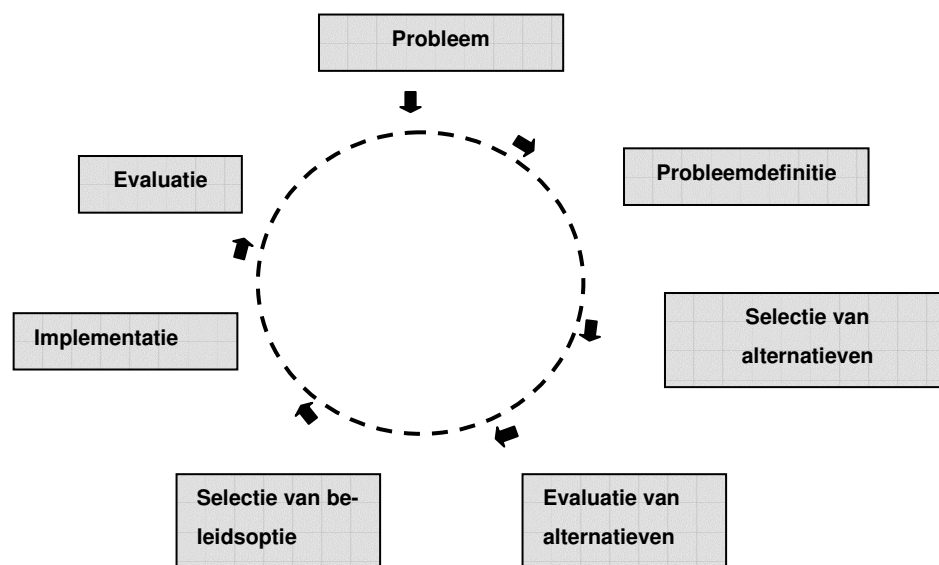 Probleem
Probleemdefinitie
Selectie van
alternatieven
Evaluatie van
alternatieven
Selectie van be-
leidsoptie
Implementatie
Evaluatie